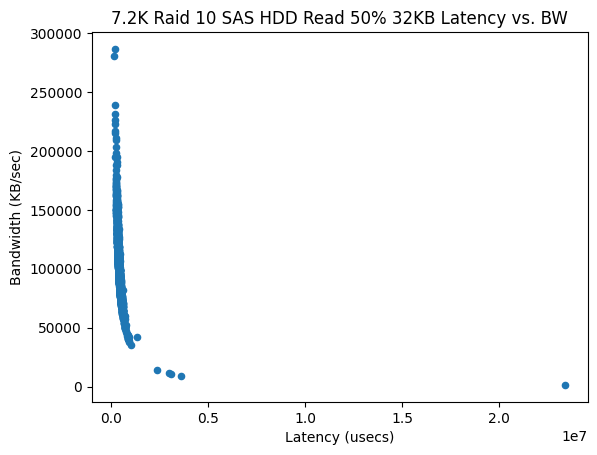 7.2K Raid 10 SAS HDD Read 50% 32KB Latency vs. BW
300000
250000
200000
150000
100000
50000
0
Bandwidth (KB/sec)
0.0 0.5 1.0 1.5 2.0
1e7
Latency (usecs)